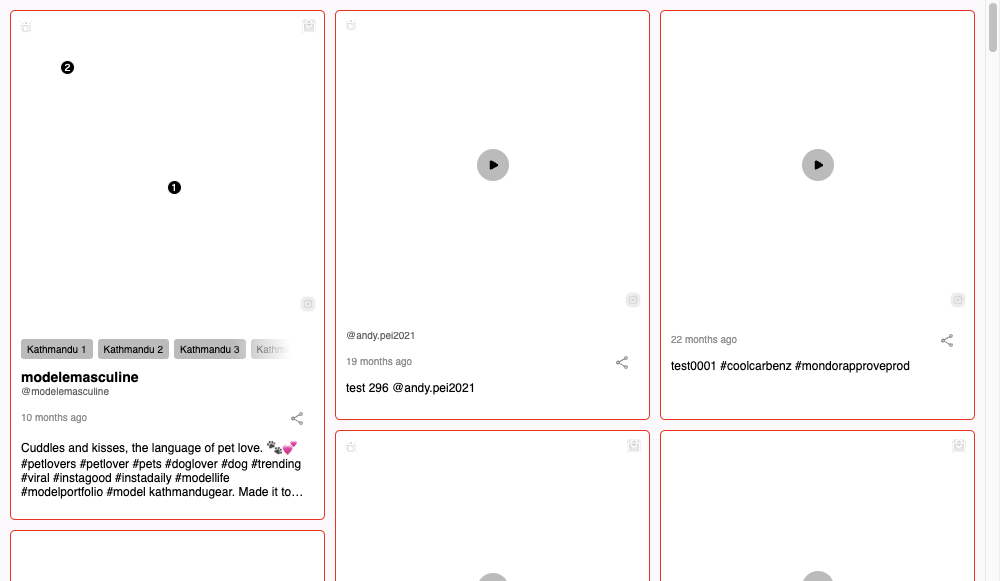 2
1
Kathmandu 1 Kathmandu 2 Kathmandu 3 Kathm
modelemasculine
@modelemasculine
10 months ago
Cuddles and kisses, the language of pet love. 🐾💕
#petlovers #petlover #pets #doglover #dog #trending
#viral #instagood #instadaily #modellife
#modelportfolio #model kathmandugear. Made it to…
@andy.pei2021
19 months ago
test 296 @andy.pei2021
22 months ago
test0001 #coolcarbenz #mondorapproveprod